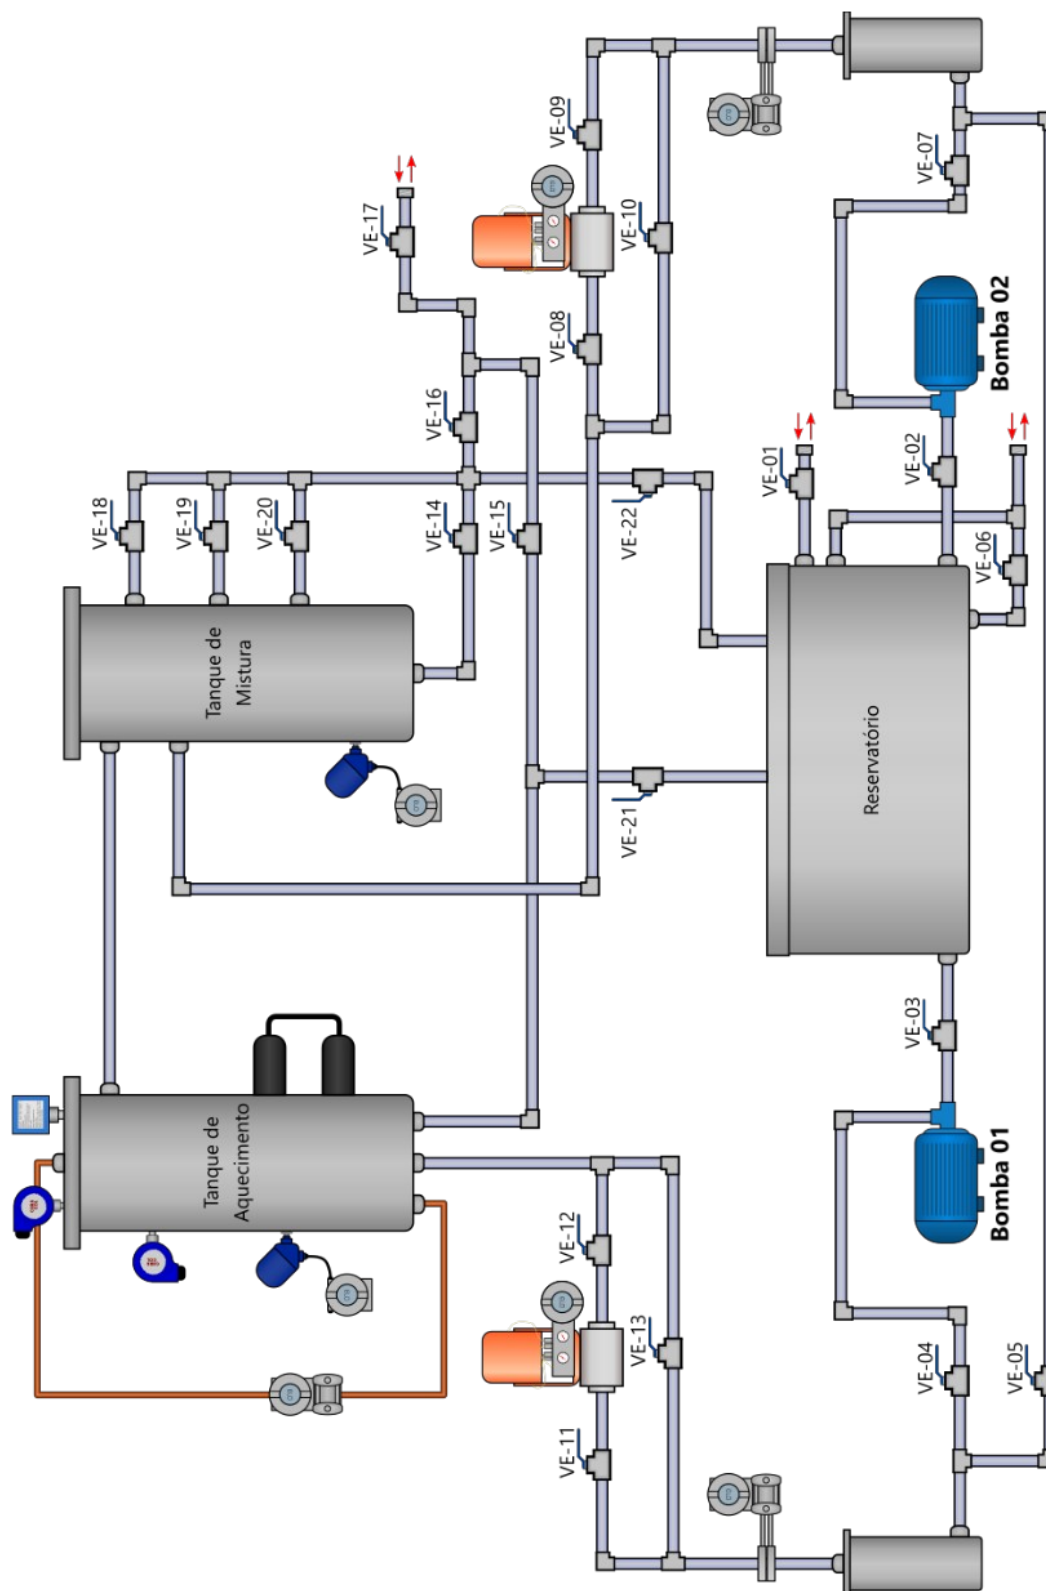 VE-17
VE-09
VE-10
VE-07
VE-08
VE-16
Bomba 02
VE-01
VE-02
VE-18
VE-19
VE-20
VE-14
VE-15
VE-22
VE-06
Tanque de
Mistura
Reservatório
VE-21
VE-03
Tanque de
Aquecimento
Bomba 01
VE-12
VE-13
VE-04
VE-05
VE-11